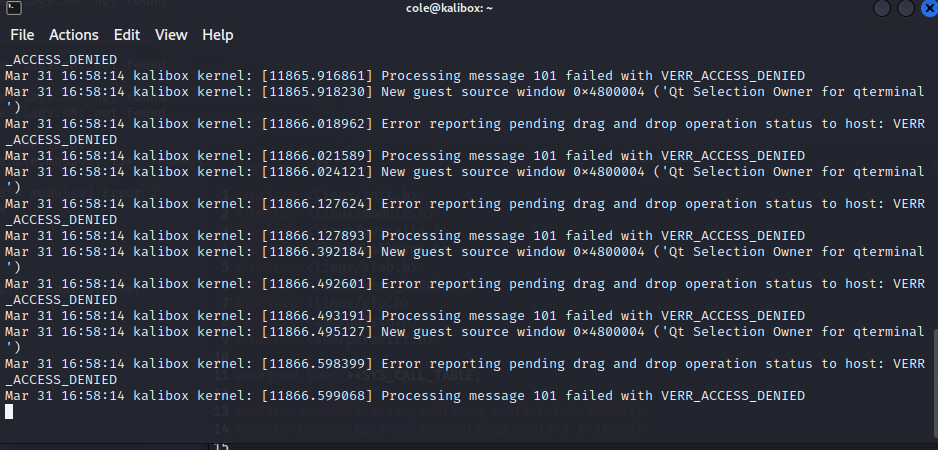 cole@kalibox: ~
File Actions Edit View Help
_ACCESS_DENIED
Mar 31 16:58:14 kalibox kernel: [11865.916861] Processing message 101 failed with VERR_ACCESS_DENIED
Mar 31 16:58:14 kalibox kernel: [11865.918230] New guest source window 0×4800004 ('Qt Selection Owner for qterminal
')
Mar 31 16:58:14 kalibox kernel: [11866.018962] Error reporting pending drag and drop operation status to host: VERR
_ACCESS_DENIED
Mar 31 16:58:14 kalibox kernel: [11866.021589] Processing message 101 failed with VERR_ACCESS_DENIED
Mar 31 16:58:14 kalibox kernel: [11866.024121] New guest source window 0×4800004 ('Qt Selection Owner for qterminal
')
Mar 31 16:58:14 kalibox kernel: [11866.127624] Error reporting pending drag and drop operation status to host: VERR
_ACCESS_DENIED
Mar 31 16:58:14 kalibox kernel: [11866.127893] Processing message 101 failed with VERR_ACCESS_DENIED
Mar 31 16:58:14 kalibox kernel: [11866.392184] New guest source window 0×4800004 ('Qt Selection Owner for qterminal
')
Mar 31 16:58:14 kalibox kernel: [11866.492601] Error reporting pending drag and drop operation status to host: VERR
_ACCESS_DENIED
Mar 31 16:58:14 kalibox kernel: [11866.493191] Processing message 101 failed with VERR_ACCESS_DENIED
Mar 31 16:58:14 kalibox kernel: [11866.495127] New guest source window 0×4800004 ('Qt Selection Owner for qterminal
')
Mar 31 16:58:14 kalibox kernel: [11866.598399] Error reporting pending drag and drop operation status to host: VERR
_ACCESS_DENIED
Mar 31 16:58:14 kalibox kernel: [11866.599068] Processing message 101 failed with VERR_ACCESS_DENIED
13
14
15